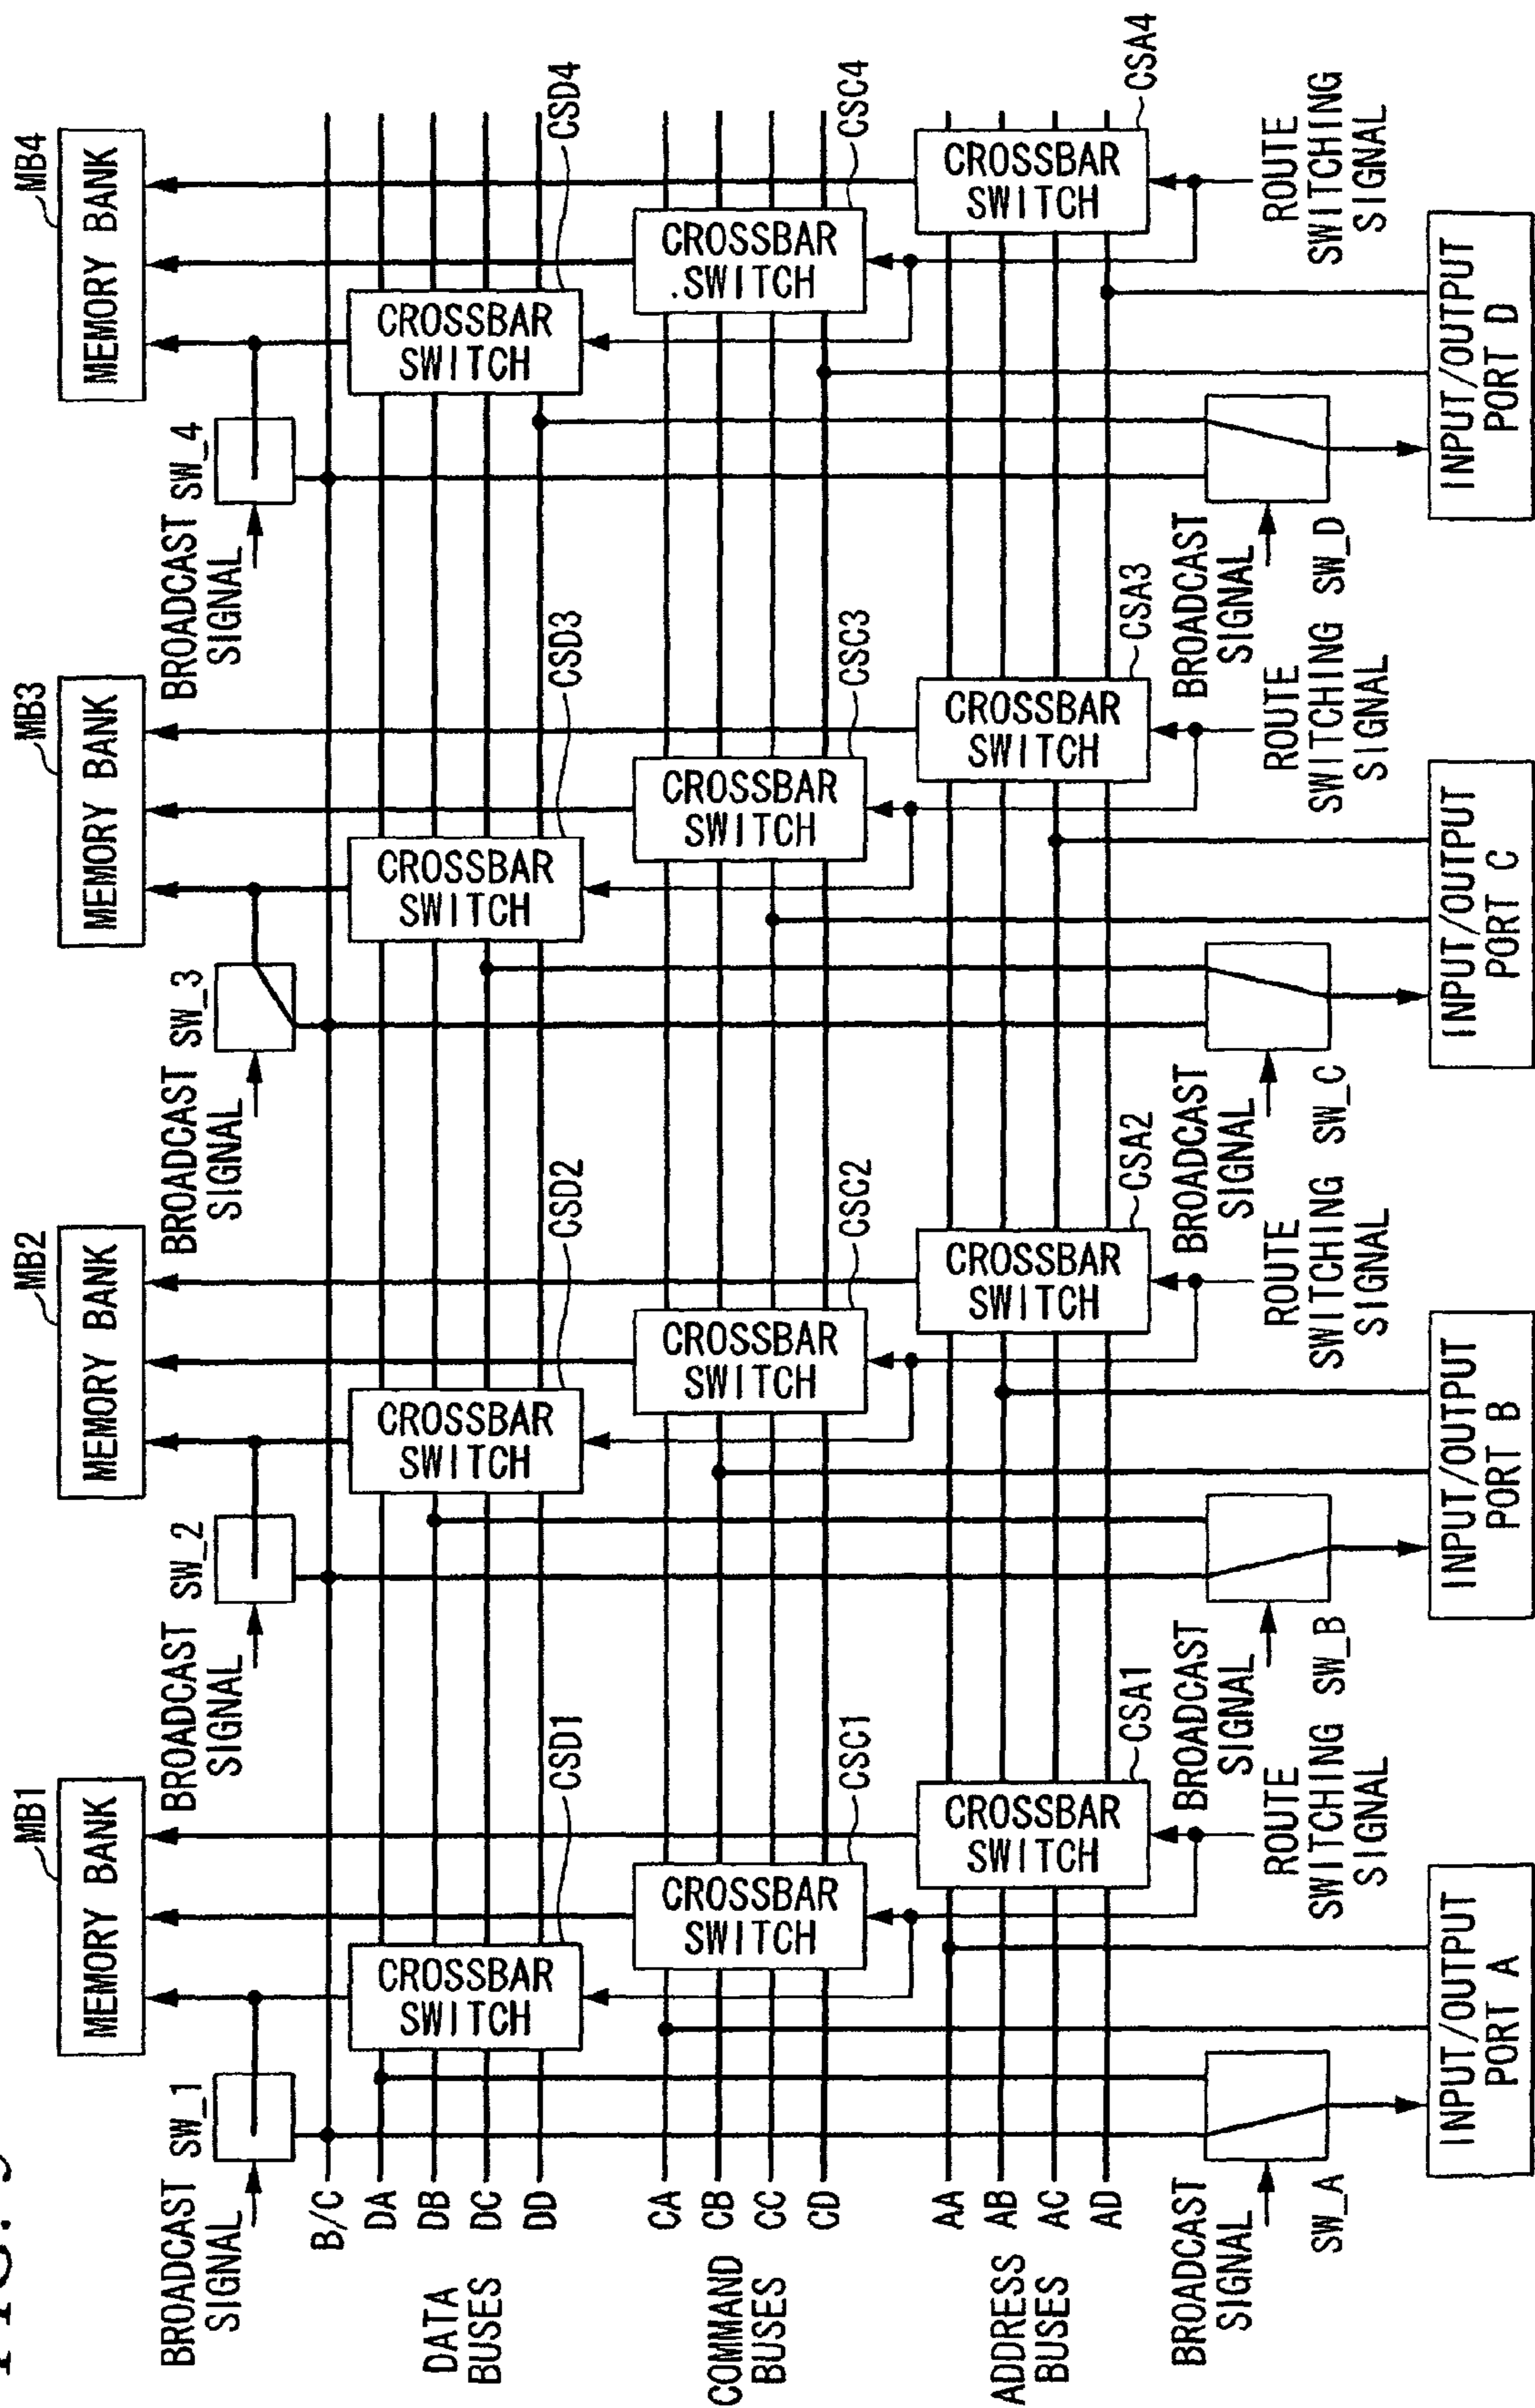 MB1
MB2
MB3
MB4
MEMORY BANK
MEMORY BANK
MEMORY BANK
MEMORY BANK
BROADCAST
SIGNAL
SW_1
BROADCAST
SIGNAL
SW_2
BROADCAST
SIGNAL
SW_3
BROADCAST
SIGNAL
SW_4
B/C
DA
DB
DC
DD
DATA
BUSES
CROSSBAR
SWITCH
CSD1
CROSSBAR
SWITCH
CSD2
CROSSBAR
SWITCH
CSD3
CROSSBAR
SWITCH
CSD4
CA
CB
CC
CD
COMMAND
BUSES
CROSSBAR
SWITCH
CSC1
CROSSBAR
SWITCH
CSC2
CROSSBAR
SWITCH
CSC3
CROSSBAR
.SWITCH
CSC4
AA
AB
AC
AD
ADDRESS
BUSES
CROSSBAR
SWITCH
CSA1
CROSSBAR
SWITCH
CSA2
CROSSBAR
SWITCH
CSA3
CROSSBAR
SWITCH
CSA4
BROADCAST
SIGNAL
SW_A
ROUTE
SWITCHING
SIGNAL
BROADCAST
SIGNAL
SW_B
ROUTE
SWITCHING
SIGNAL
BROADCAST
SIGNAL
SW_C
ROUTE
SWITCHING
SIGNAL
BROADCAST
SIGNAL
SW_D
ROUTE
SWITCHING
SIGNAL
INPUT/OUTPUT
PORT A
INPUT/OUTPUT
PORT B
INPUT/OUTPUT
PORT C
INPUT/OUTPUT
PORT D